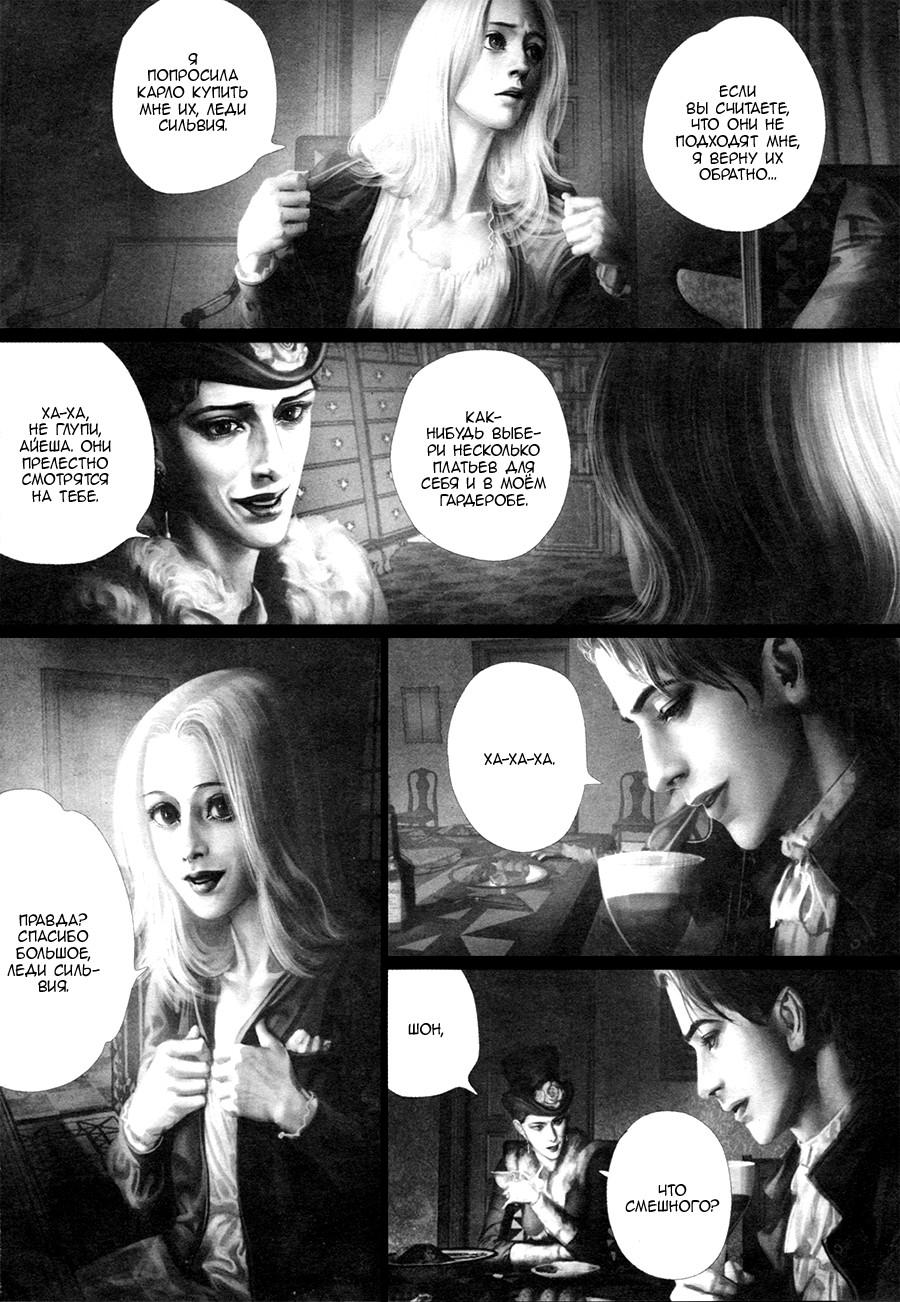 Я
ПОПРОСИЛА
КАРЛО КУПИТЬ
МНЕ ИХ, ЛЕДИ
СИЛЬВИЯ.
ЕСЛИ
ВЫ СЧИТАЕТЕ,
ЧТО ОНИ НЕ
ПОДХОДЯТ МНЕ,
Я ВЕРНУ ИХ
ОБРАТНО...
ХА-ХА,
НЕ ГЛУПИ,
АЙЕША. ОНИ
ПРЕЛЕСТНО
СМОТРЯТСЯ
НА ТЕБЕ.
КАК-
НИБУДЬ ВЫБЕ-
РИ НЕСКОЛЬКО
ПЛАТЬЕВ ДЛЯ
СЕБЯ И В МОЁМ
ГАРДЕРОБЕ.
ПРАВДА?
СПАСИБО
БОЛЬШОЕ,
ЛЕДИ СИЛЬ-
ВИЯ.
ХА-ХА-ХА.
ШОН,
ЧТО
СМЕШНОГО?